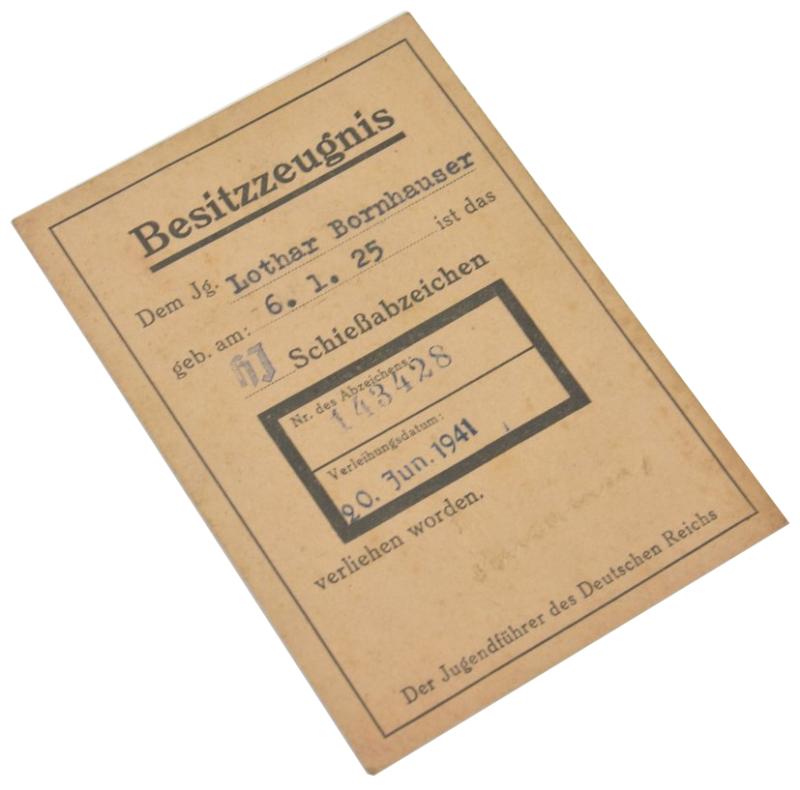 Besitzzeugnis
Dem Jg. Lothar Bornhauser
geb. am: 6. 1. 25 ist das
HJ Schießabzeichen
Nr. des Abzeichens:
143428
Verleihungsdatum:
20. Jun. 1941
verliehen worden.
Der Jugendführer des Deutschen Reichs